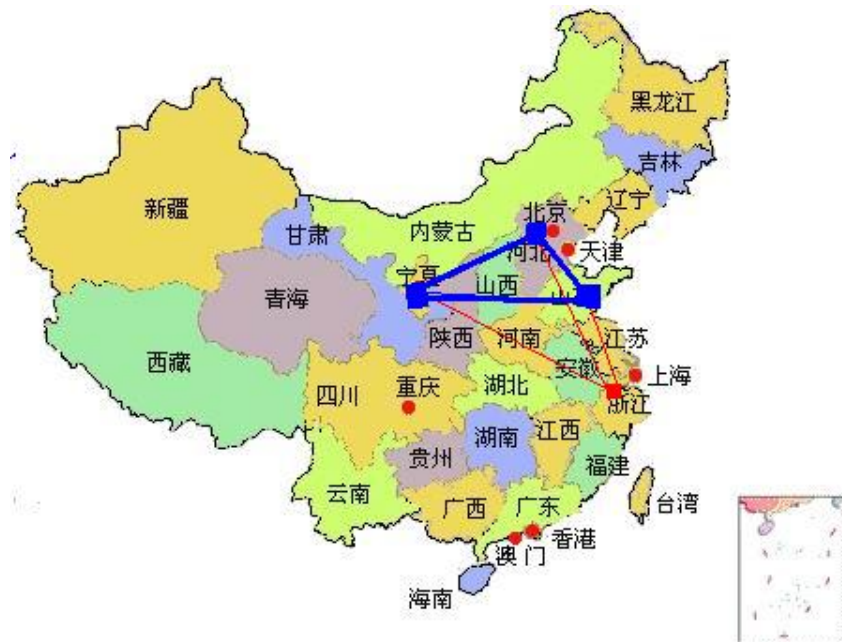 黑龙江
吉林
辽宁
新疆
北京
内蒙古
甘肃
河北
天津
宁夏
山西
青海
山
陕西
河南
江苏
西藏
安徽
上海
四川
重庆
湖北
浙江
湖南
江西
贵州
福建
云南
广西
广东
台湾
香港
澳门
海南